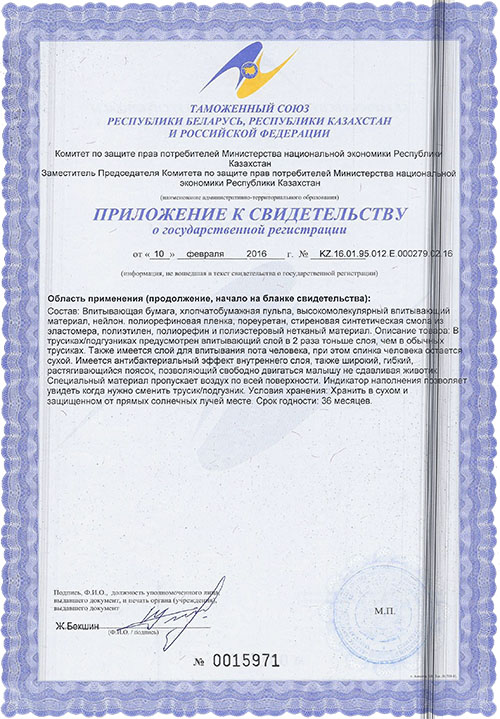 ТАМОЖЕННЫЙ СОЮЗ
РЕСПУБЛИКИ БЕЛАРУСЬ, РЕСПУБЛИКИ КАЗАХСТАН
И РОССИЙСКОЙ ФЕДЕРАЦИИ
Комитет по защите прав потребителей Министерства национальной экономики Республики
Казахстан
Заместитель Председателя Комитета по защите прав потребителей Министерства национальной
экономики Республики Казахстан
(наименование административно-территориального образования)
ПРИЛОЖЕНИЕ К СВИДЕТЕЛЬСТВУ
о государственной регистрации
от « 10 » февраля 2016 г. № KZ.16.01.95.012.E.000279.02.16
(информация, не вошедшая в текст свидетельства о государственной регистрации)
Область применения (продолжение, начало на бланке свидетельства):
Состав: Впитывающая бумага, хлопчатобумажная пульпа, высокомолекулярный впитывающий
материал, нейлон. полиорефиновая пленка, пореуретан, стиреновая синтетическая смола из
эластомера, полиэтилен, полиорефин и полиэстеровый нетканый материал. Описание товара: В
трусиках/подгузниках предусмотрен впитывающий слой в 2 раза тоньше слоя, чем в обычных
трусиках. Также имеется слой для впитывания пота человека, при этом спинка человека остается
сухой. Имеется антибактериальный эффект внутреннего слоя, также широкий, гибкий,
растягивающийся поясок, позволяющий свободно двигаться малышу не сдавливая животик.
Специальный материал пропускает воздух по всей поверхности. Индикатор наполнения позволяет
увидеть когда нужно сменить трусик/подгузник. Условия хранения: Хранить в сухом и
защищенном от прямых солнечных лучей месте. Срок годности: 36 месяцев.
Подпись, Ф.И.О., должность уполномоченного лица,
выдавшего документ, и печать органа (учреждения),
выдавшего документ
Ж.Бекшин
(Ф.И.О. / подпись)
М.П.
№ 0015971